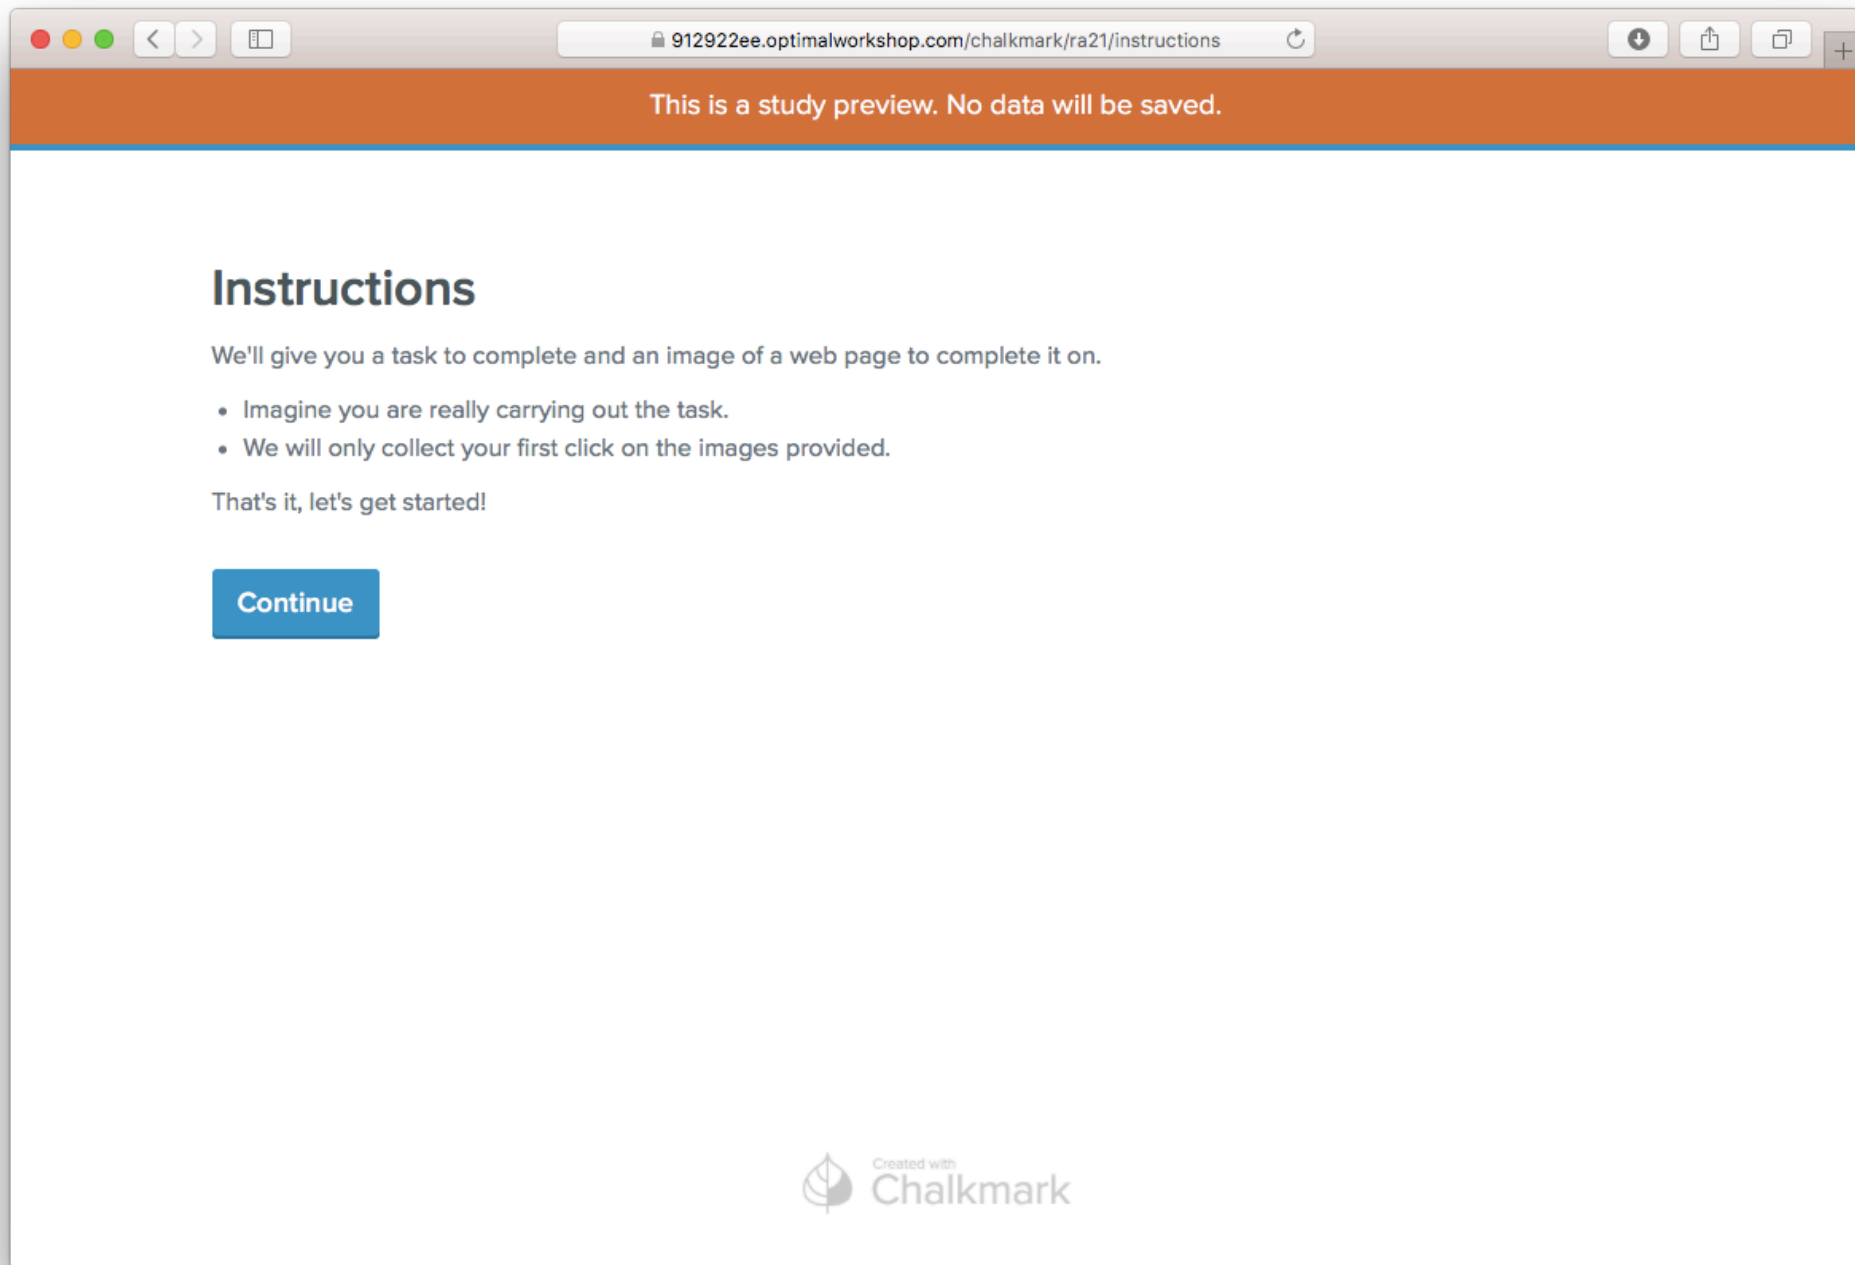 912922ee.optimalworkshop.com/chalkmark/ra21/instructions
This is a study preview. No data will be saved.
Instructions
We'll give you a task to complete and an image of a web page to complete it on.
• Imagine you are really carrying out the task.
• We will only collect your first click on the images provided.
That's it, let's get started!
Continue
Created with
Chalkmark